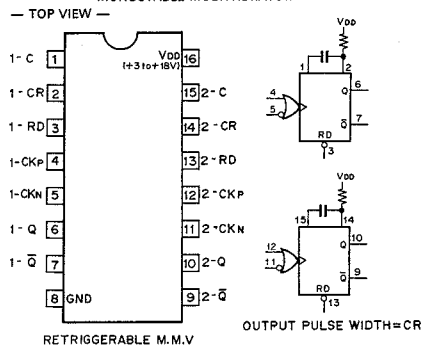 — TOP VIEW —
1-C 1
1-CR 2
1-RD 3
1-CKP 4
1-CKN 5
1-Q 6
1-Q̅ 7
8 GND
VDD 16
(+3 to +18V)
15 2-C
14 2-CR
13 2-RD
12 2-CKP
11 2-CKN
10 2-Q
9 2-Q̅
RETRIGGERABLE M.M.V
VDD
1 2
4 Q 6
5 Q̅ 7
RD
3
VDD
15 14
12 Q 10
11 Q̅ 9
RD
13
OUTPUT PULSE WIDTH=CR